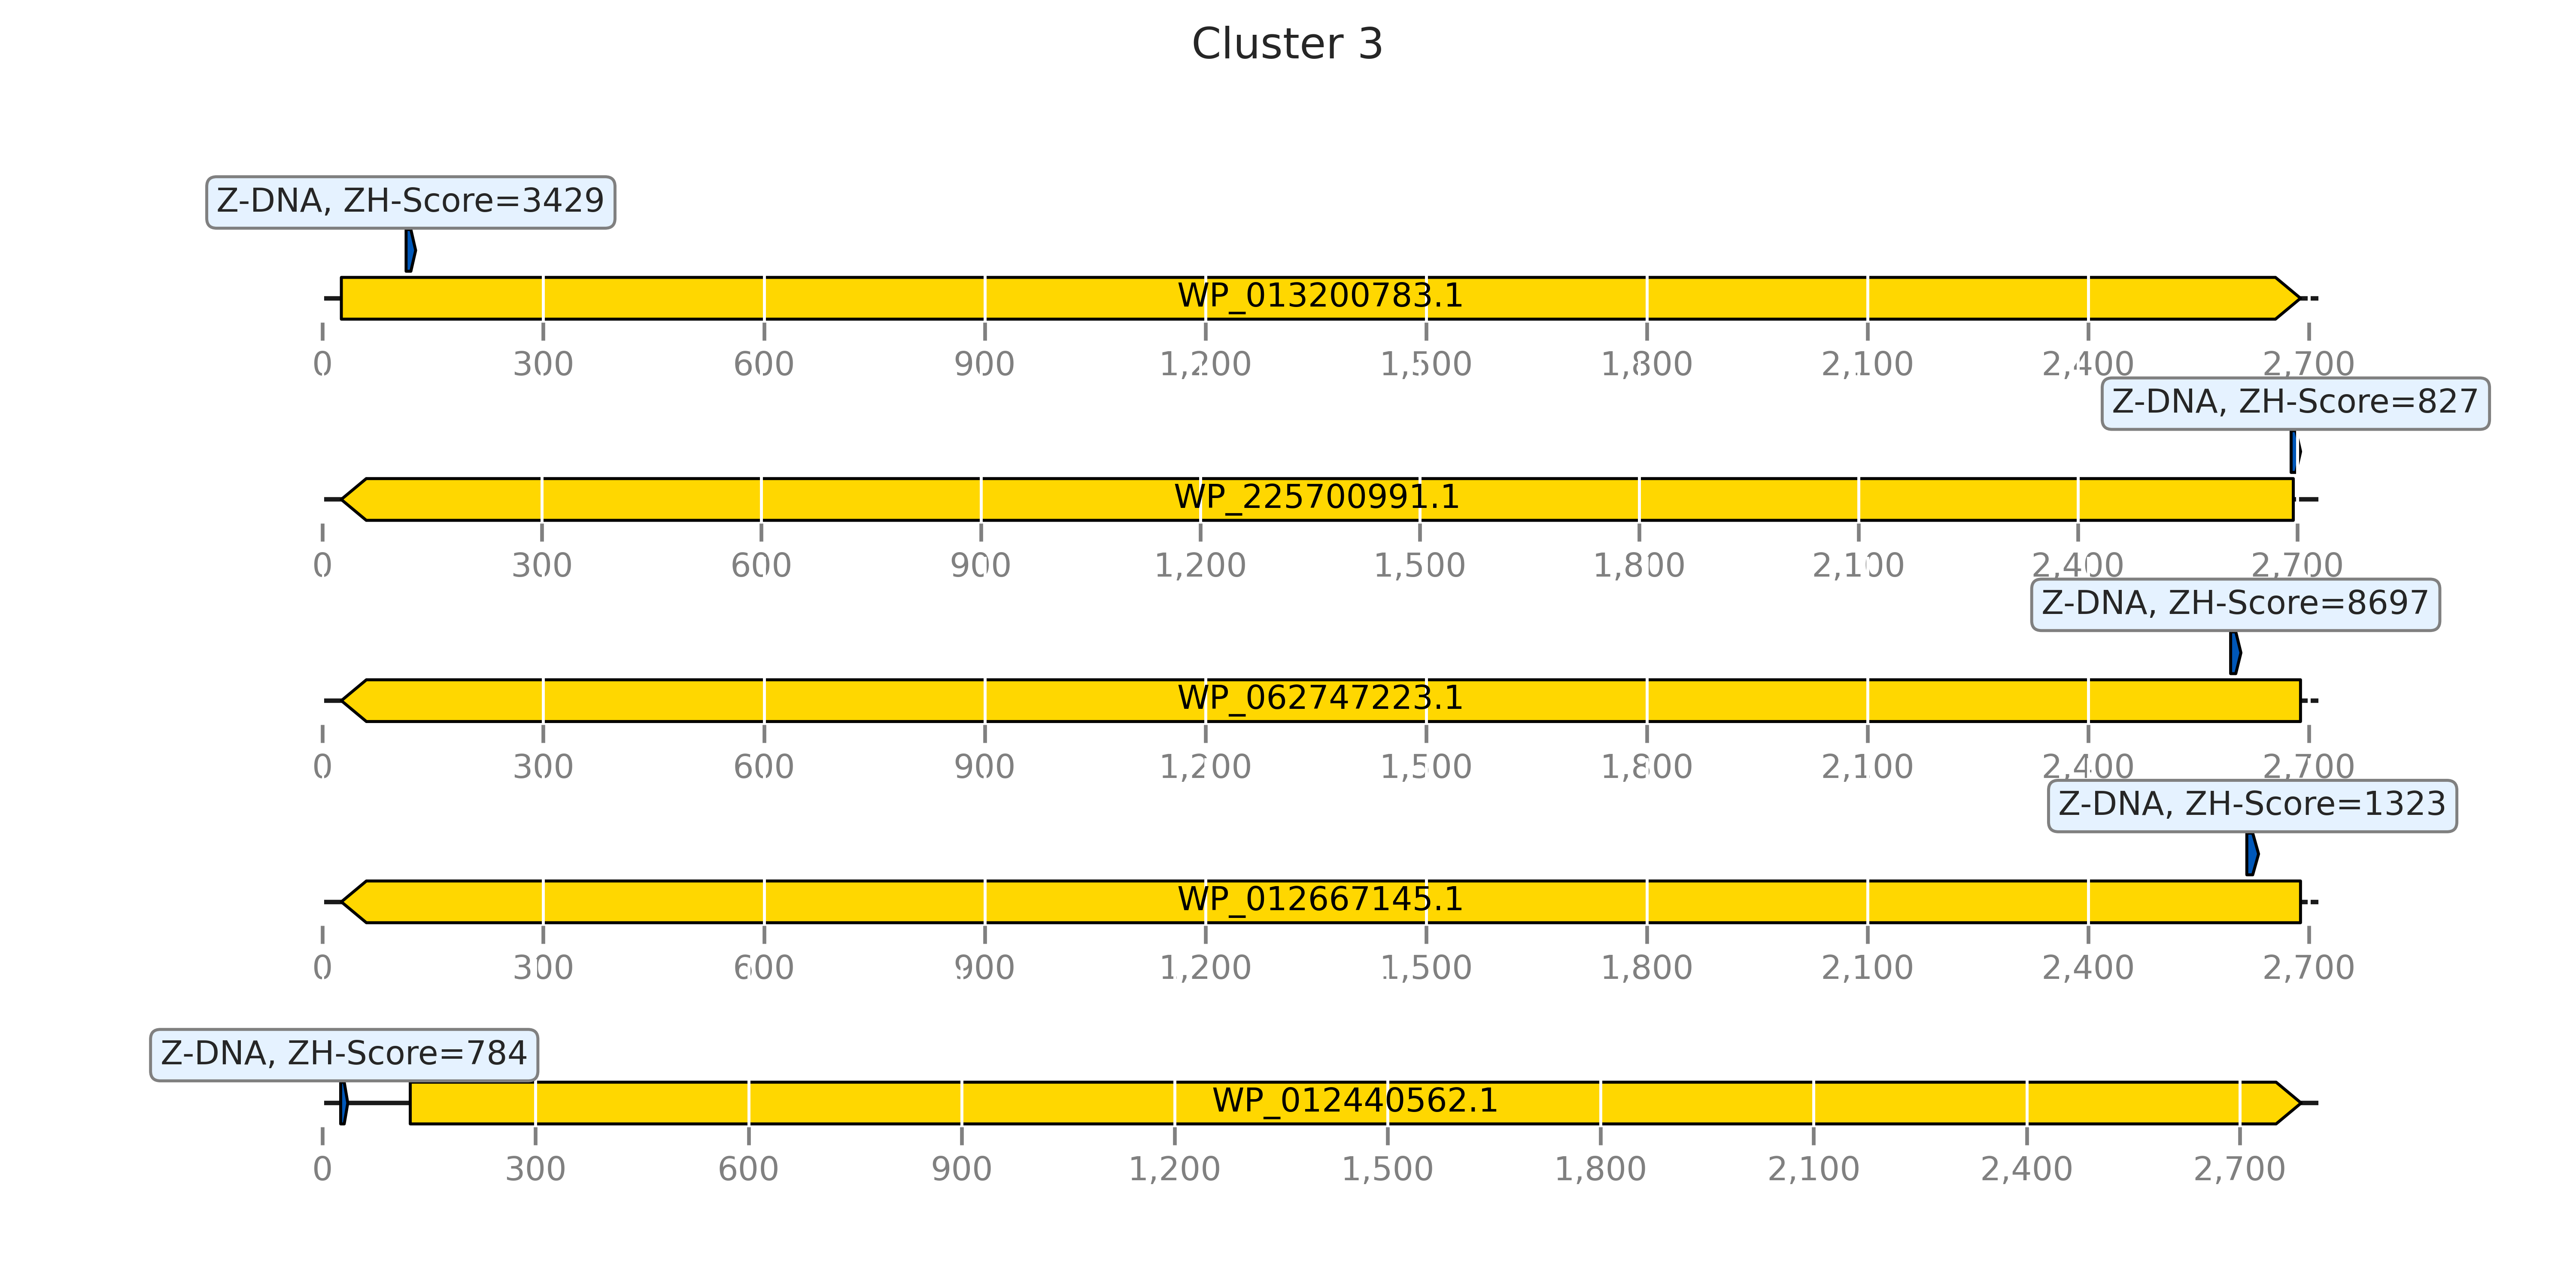 Cluster 3
Z-DNA, ZH-Score=3429
WP_013200783.1
0 300 600 900 1,200 1,500 1,800 2,100 2,400 2,700
Z-DNA, ZH-Score=827
WP_225700991.1
0 300 600 900 1,200 1,500 1,800 2,100 2,400 2,700
Z-DNA, ZH-Score=8697
WP_062747223.1
0 300 600 900 1,200 1,500 1,800 2,100 2,400 2,700
Z-DNA, ZH-Score=1323
WP_012667145.1
0 300 600 900 1,200 1,500 1,800 2,100 2,400 2,700
Z-DNA, ZH-Score=784
WP_012440562.1
0 300 600 900 1,200 1,500 1,800 2,100 2,400 2,700